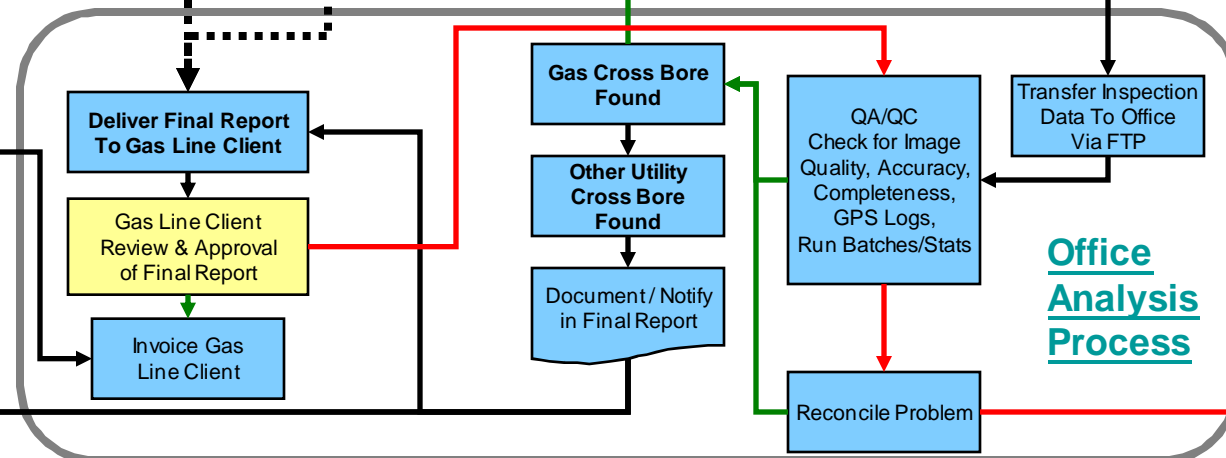 Deliver Final Report
To Gas Line Client
Gas Line Client
Review & Approval
of Final Report
Invoice Gas
Line Client
Gas Cross Bore
Found
Other Utility
Cross Bore
Found
Document / Notify
in Final Report
QA/QC
Check for Image
Quality, Accuracy,
Completeness,
GPS Logs,
Run Batches/Stats
Reconcile Problem
Transfer Inspection
Data To Office
Via FTP
Office
Analysis
Process